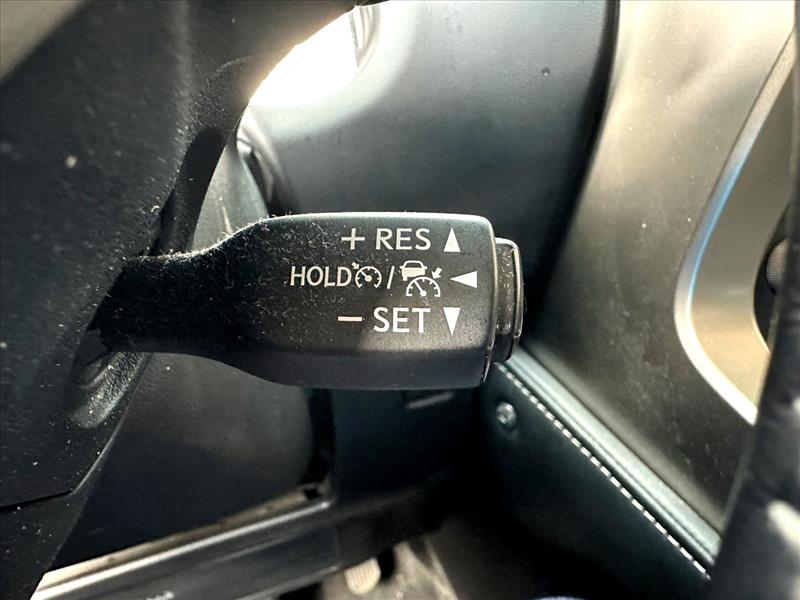 + RES ▲
HOLD / ◀
− SET ▼